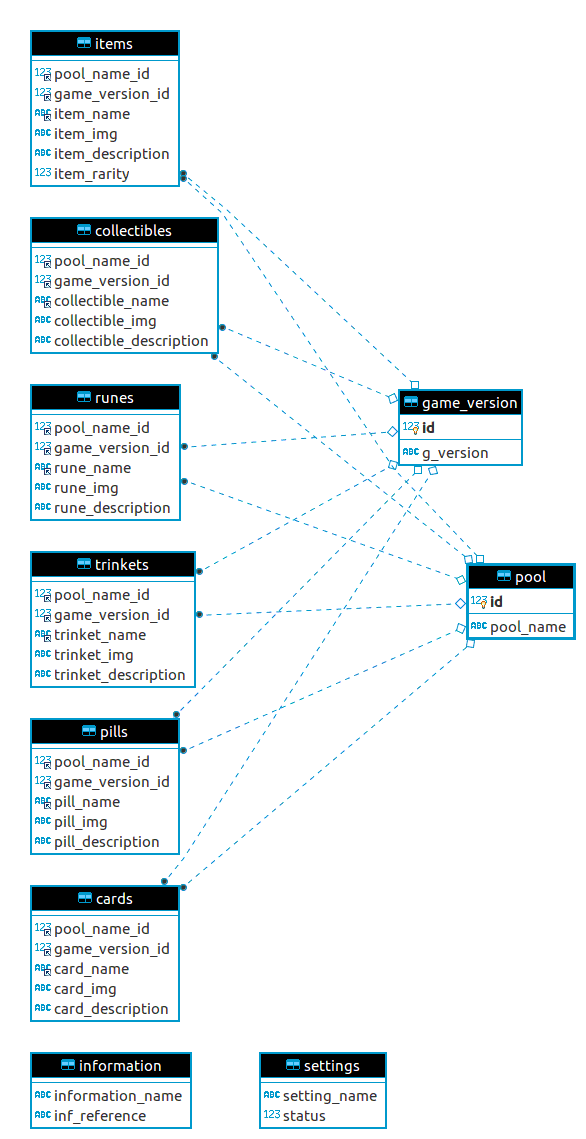 items
123 pool_name_id
123 game_version_id
ABC item_name
ABC item_img
ABC item_description
123 item_rarity
collectibles
123 pool_name_id
123 game_version_id
ABC collectible_name
ABC collectible_img
ABC collectible_description
runes
123 pool_name_id
123 game_version_id
ABC rune_name
ABC rune_img
ABC rune_description
trinkets
123 pool_name_id
123 game_version_id
ABC trinket_name
ABC trinket_img
ABC trinket_description
pills
123 pool_name_id
123 game_version_id
ABC pill_name
ABC pill_img
ABC pill_description
cards
123 pool_name_id
123 game_version_id
ABC card_name
ABC card_img
ABC card_description
information
ABC information_name
ABC inf_reference
settings
ABC setting_name
123 status
game_version
123 id
ABC g_version
pool
123 id
ABC pool_name